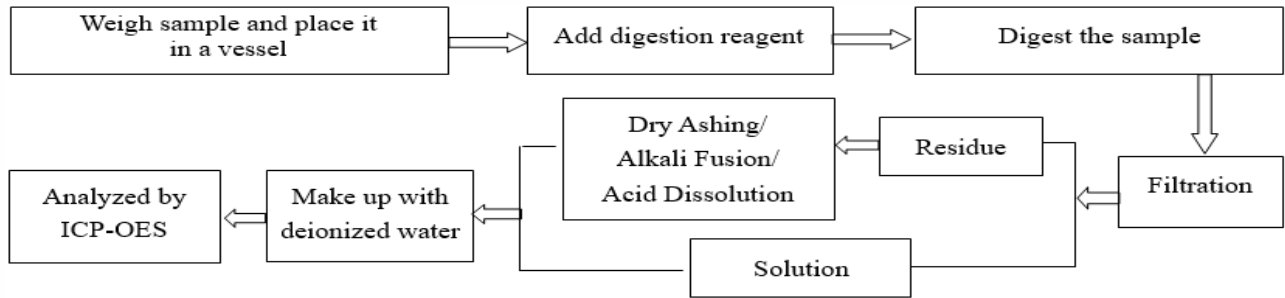 Weigh sample and place it
in a vessel
Add digestion reagent
Digest the sample
Filtration
Residue
Dry Ashing/
Alkali Fusion/
Acid Dissolution
Solution
Make up with
deionized water
Analyzed by
ICP-OES